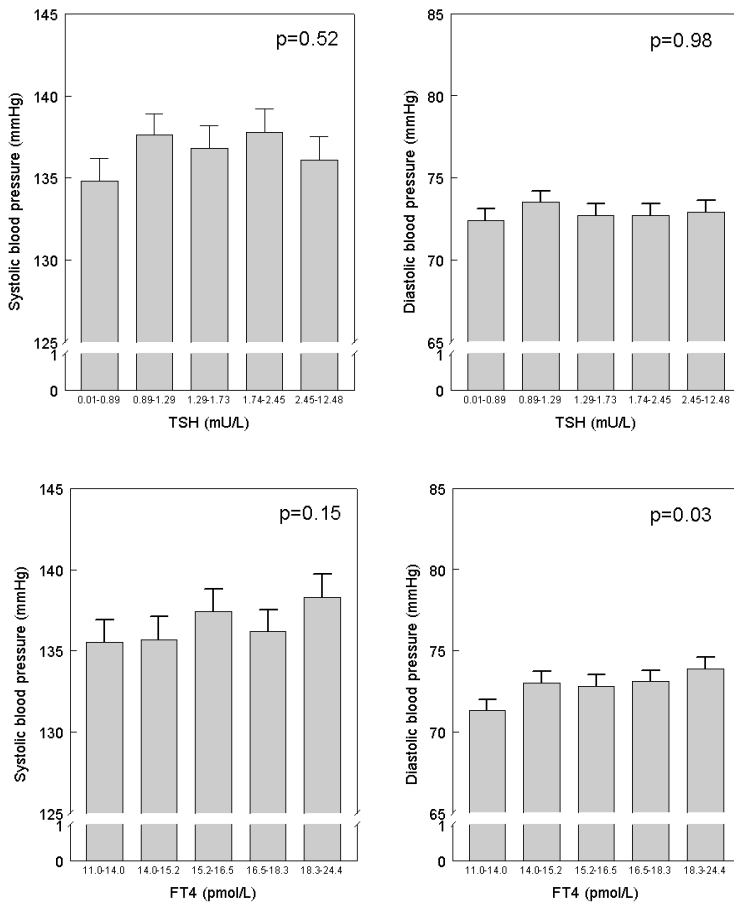 145
140
135
130
125
1
0
Systolic blood pressure (mmHg)
p=0.52
0.01-0.89 0.89-1.29 1.29-1.73 1.74-2.45 2.45-12.48
TSH (mU/L)
85
80
75
70
65
1
0
Diastolic blood pressure (mmHg)
p=0.98
0.01-0.89 0.89-1.29 1.29-1.73 1.74-2.45 2.45-12.48
TSH (mU/L)
145
140
135
130
125
1
0
Systolic blood pressure (mmHg)
p=0.15
11.0-14.0 14.0-15.2 15.2-16.5 16.5-18.3 18.3-24.4
FT4 (pmol/L)
85
80
75
70
65
1
0
Diastolic blood pressure (mmHg)
p=0.03
11.0-14.0 14.0-15.2 15.2-16.5 16.5-18.3 18.3-24.4
FT4 (pmol/L)